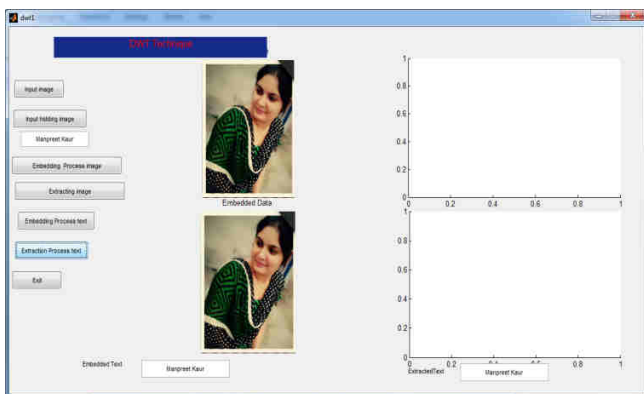 dwt1
DWT Technique
Input image
Input hidding image
Manpreet Kaur
Embedding Process image
Extracting image
Embedding Process text
Extraction Process text
Exit
Embedded Data
Embedded Text
Manpreet Kaur
1
0.8
0.6
0.4
0.2
0
0 0.2 0.4 0.6 0.8 1
1
0.8
0.6
0.4
0.2
0
0 0.2 0.4 0.6 0.8 1
ExtractedText
Manpreet Kaur